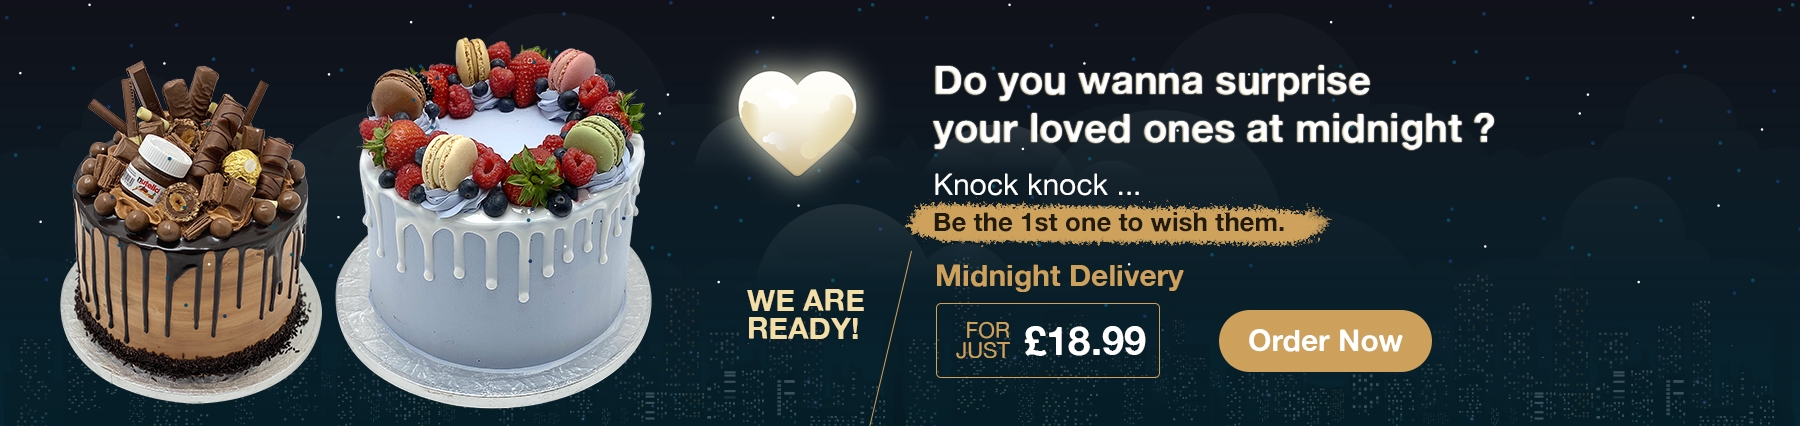 nutella
Do you wanna surprise
your loved ones at midnight ?
Knock knock ...
Be the 1st one to wish them.
WE ARE
READY!
Midnight Delivery
FOR
JUST
£18.99
Order Now